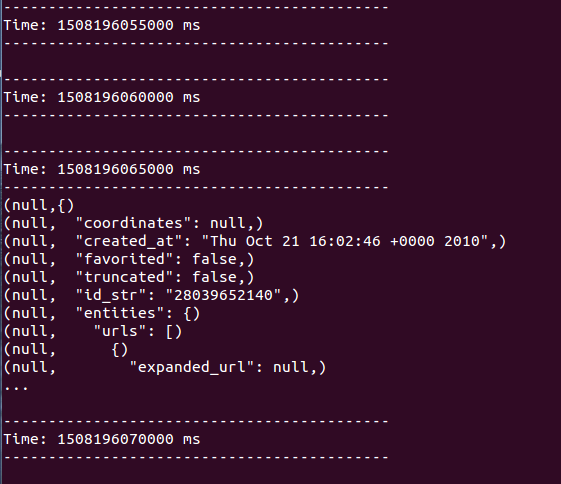 -------------------------------------------
Time: 1508196055000 ms
-------------------------------------------
-------------------------------------------
Time: 1508196060000 ms
-------------------------------------------
-------------------------------------------
Time: 1508196065000 ms
-------------------------------------------
(null,{)
(null,  "coordinates": null,)
(null,  "created_at": "Thu Oct 21 16:02:46 +0000 2010",)
(null,  "favorited": false,)
(null,  "truncated": false,)
(null,  "id_str": "28039652140",)
(null,  "entities": {)
(null,    "urls": [)
(null,      {)
(null,        "expanded_url": null,)
...
-------------------------------------------
Time: 1508196070000 ms
-------------------------------------------